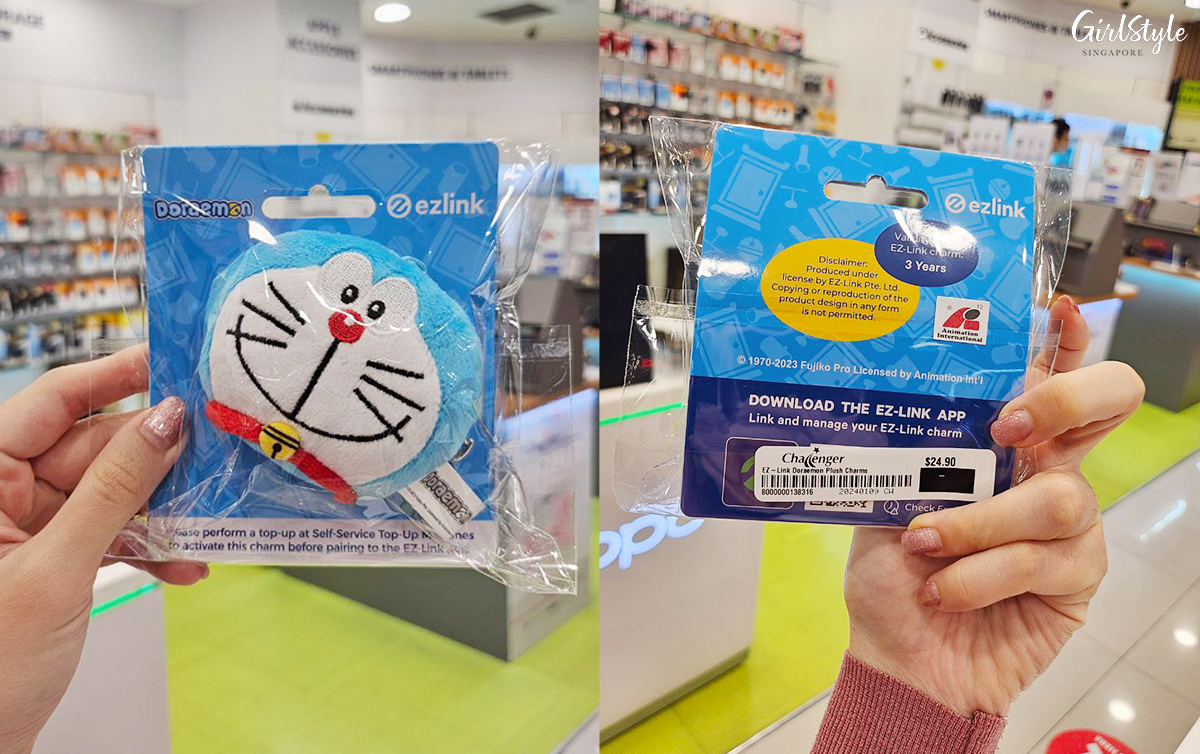 GirlStyle
SINGAPORE
Doraemon
ezlink
Doraemon
ease perform a top-up at Self-Service Top-Up
to activate this charm before pairing to the EZ-Link
ezlink
EZ-Link charm:
3 Years
Disclaimer:
Produced under
license by EZ-Link Pte. Ltd.
Copying or reproduction of the
product design in any form
is not permitted.
Animation
International
© 1970-2023 Fujiko Pro Licensed by Animation Int'l
DOWNLOAD THE EZ-LINK APP
Link and manage your EZ-Link charm
Challenger
$24.90
EZ - Link Doraemon Plush Charms
8000000138316
20240109 CW
Check
oppo